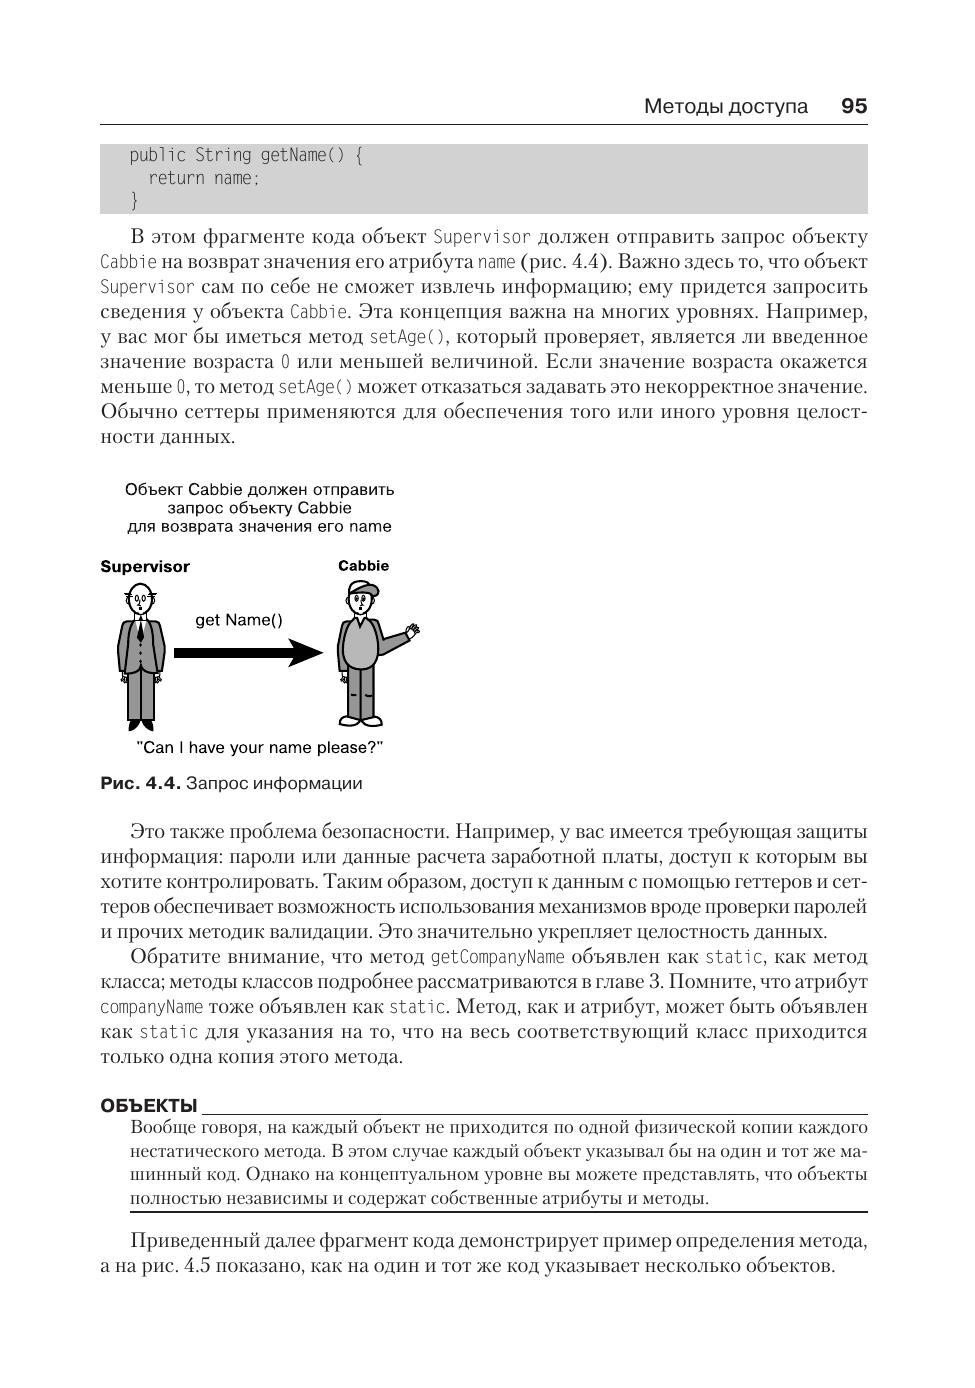 Методы доступа 95
public String getName() {
return name;
}
В этом фрагменте кода объект Supervisor должен отправить запрос объекту
Cabbie на возврат значения его атрибута name (рис. 4.4). Важно здесь то, что объект
Supervisor сам по себе не сможет извлечь информацию; ему придется запросить
сведения у объекта Cabbie. Эта концепция важна на многих уровнях. Например,
у вас мог бы иметься метод setAge(), который проверяет, является ли введенное
значение возраста 0 или меньшей величиной. Если значение возраста окажется
меньше 0, то метод setAge() может отказаться задавать это некорректное значение.
Обычно сеттеры применяются для обеспечения того или иного уровня целост-
ности данных.
Объект Cabbie должен отправить
запрос объекту Cabbie
для возврата значения его name
Supervisor Cabbie
get Name()
"Can I have your name please?"
Рис. 4.4. Запрос информации
Это также проблема безопасности. Например, у вас имеется требующая защиты
информация: пароли или данные расчета заработной платы, доступ к которым вы
хотите контролировать. Таким образом, доступ к данным с помощью геттеров и сет-
теров обеспечивает возможность использования механизмов вроде проверки паролей
и прочих методик валидации. Это значительно укрепляет целостность данных.
Обратите внимание, что метод getCompanyName объявлен как static, как метод
класса; методы классов подробнее рассматриваются в главе 3. Помните, что атрибут
companyName тоже объявлен как static. Метод, как и атрибут, может быть объявлен
как static для указания на то, что на весь соответствующий класс приходится
только одна копия этого метода.
ОБЪЕКТЫ
Вообще говоря, на каждый объект не приходится по одной физической копии каждого
нестатического метода. В этом случае каждый объект указывал бы на один и тот же ма-
шинный код. Однако на концептуальном уровне вы можете представлять, что объекты
полностью независимы и содержат собственные атрибуты и методы.
Приведенный далее фрагмент кода демонстрирует пример определения метода,
а на рис. 4.5 показано, как на один и тот же код указывает несколько объектов.